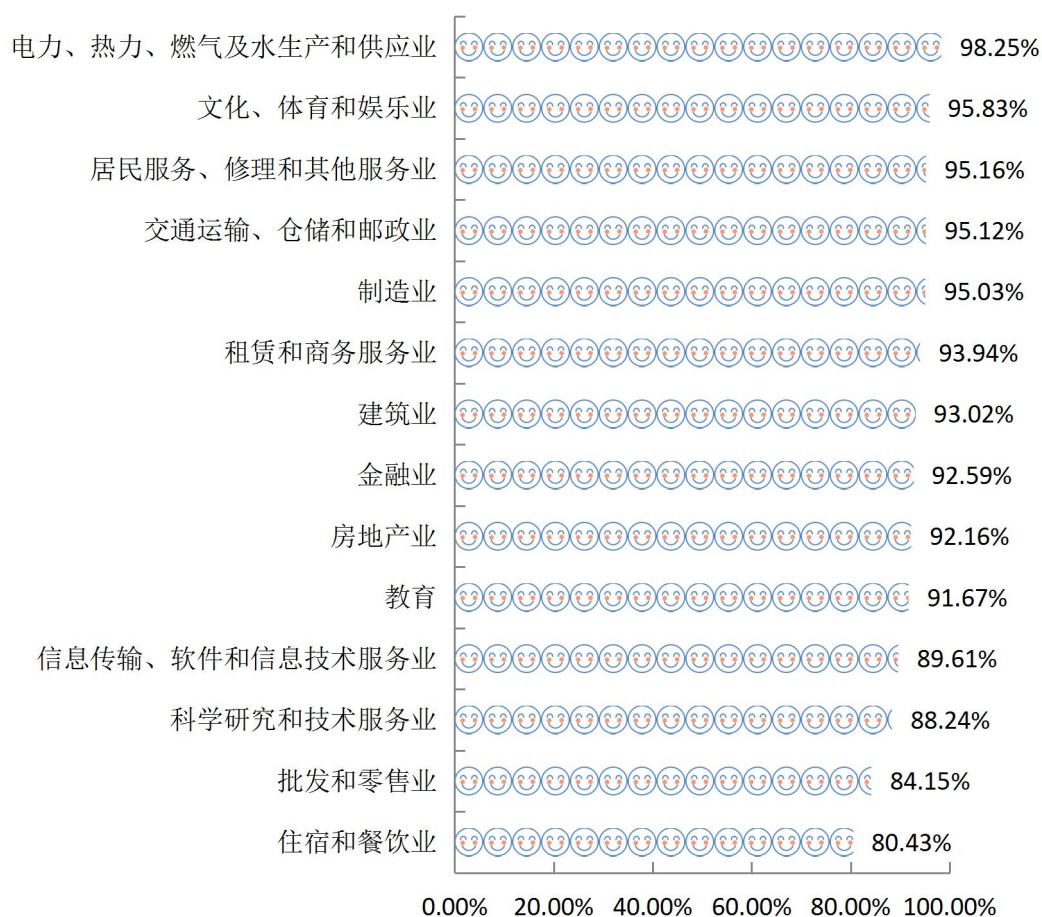 电力、热力、燃气及水生产和供应业 98.25%
文化、体育和娱乐业 95.83%
居民服务、修理和其他服务业 95.16%
交通运输、仓储和邮政业 95.12%
制造业 95.03%
租赁和商务服务业 93.94%
建筑业 93.02%
金融业 92.59%
房地产业 92.16%
教育 91.67%
信息传输、软件和信息技术服务业 89.61%
科学研究和技术服务业 88.24%
批发和零售业 84.15%
住宿和餐饮业 80.43%
0.00% 20.00% 40.00% 60.00% 80.00% 100.00%